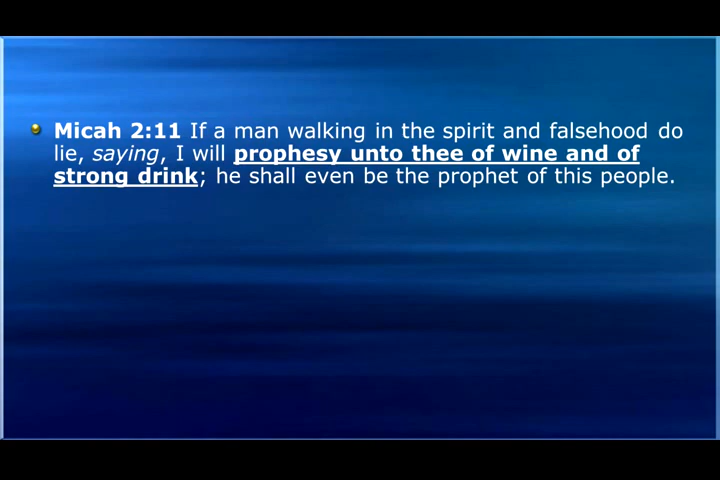 Micah 2:11 If a man walking in the spirit and falsehood do
lie, saying, I will prophesy unto thee of wine and of
strong drink; he shall even be the prophet of this people.